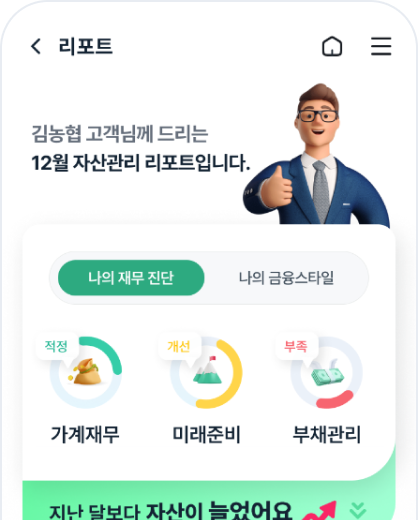 리포트
김농협 고객님께 드리는
12월 자산관리 리포트입니다.
나의 재무 진단
나의 금융스타일
적정
개선
부족
가계재무
미래준비
부채관리
지난 달보다 자산이 늘었어요